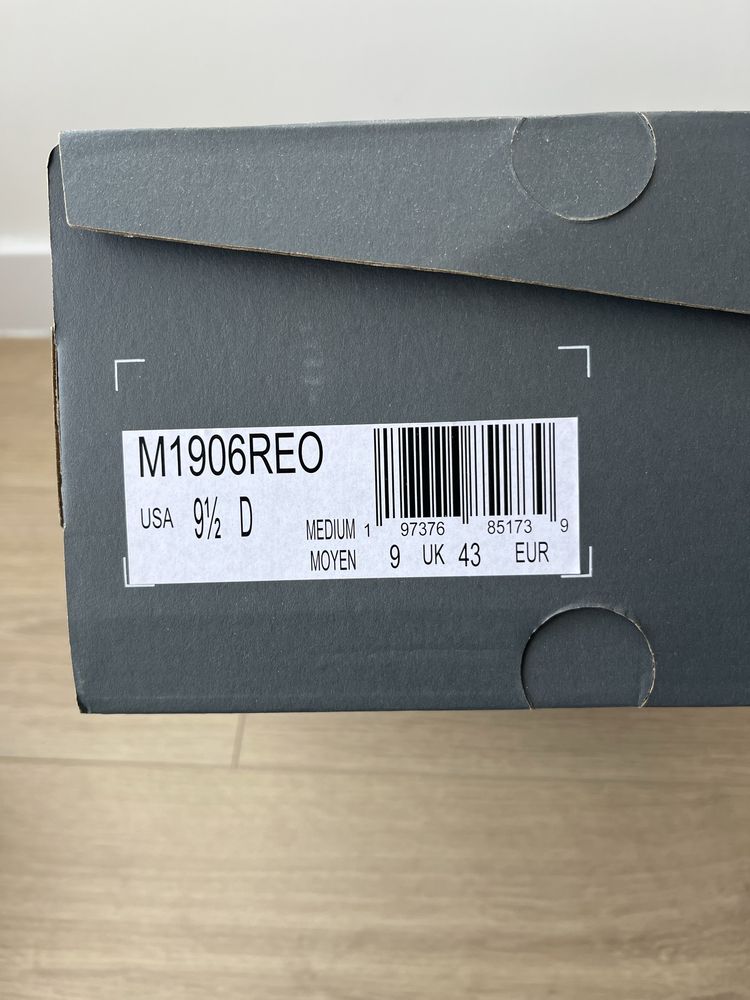 M1906REO
USA 9½ D
MEDIUM 1 97376 85173 9
MOYEN 9 UK 43 EUR